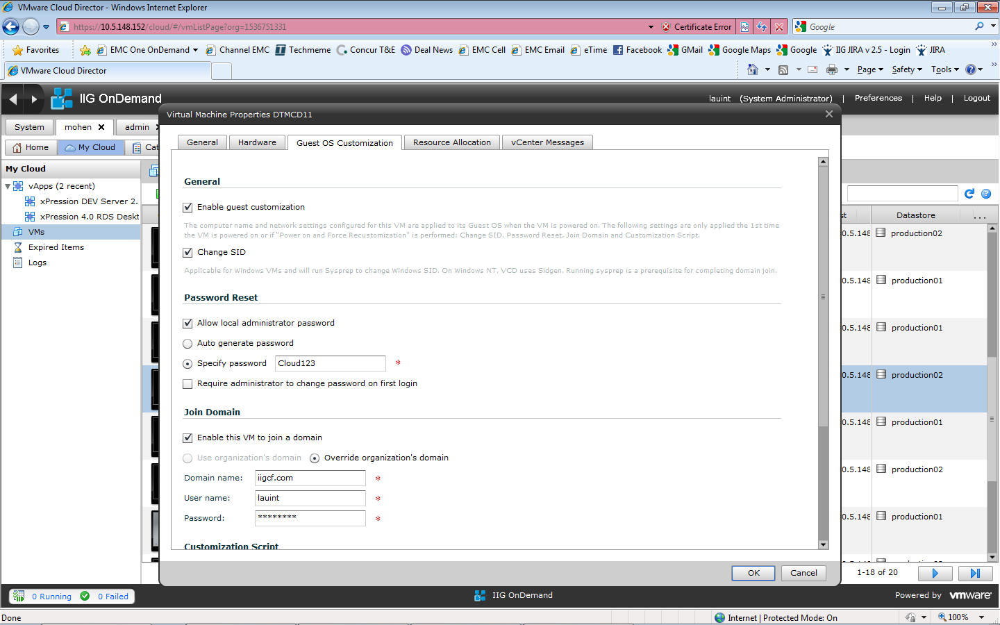 VMware Cloud Director - Windows Internet Explorer
https://10.5.148.152/cloud/#/vmListPage?org=1536751331
Certificate Error
Google
Favorites
EMC One OnDemand
Channel EMC
Techmeme
Concur T&E
Deal News
EMC Cell
EMC Email
eTime
Facebook
GMail
Google Maps
Google
IIG JIRA v 2.5 - Login
JIRA
VMware Cloud Director
Page
Safety
Tools
IIG OnDemand
lauint (System Administrator) | Preferences | Help | Logout
System
mohen
admin
Home
My Cloud
Cat
My Cloud
vApps (2 recent)
xPression DEV Server 2.
xPression 4.0 RDS Deskt
VMs
Expired Items
Logs
Virtual Machine Properties DTMCD11
General
Hardware
Guest OS Customization
Resource Allocation
vCenter Messages
General
Enable guest customization
The computer name and network settings configured for this VM are applied to its Guest OS when the VM is powered on. The following settings are only applied the 1st time
the VM is powered on or if "Power on and Force Recustomization" is performed: Change SID, Password Reset, Join Domain and Customization Script.
Change SID
Applicable for Windows VMs and will run Sysprep to change Windows SID. On Windows NT, VCD uses Sidgen. Running sysprep is a prerequisite for completing domain join.
Password Reset
Allow local administrator password
Auto generate password
Specify password Cloud123 *
Require administrator to change password on first login
Join Domain
Enable this VM to join a domain
Use organization's domain Override organization's domain
Domain name: iigcf.com *
User name: lauint *
Password: ******** *
Customization Script
OK
Cancel
st
Datastore
...
0.5.148 production02
0.5.148 production01
0.5.148 production01
0.5.148 production02
0.5.148 production01
0.5.148 production02
0.5.148 production01
1-18 of 20
0 Running
0 Failed
IIG OnDemand
Powered by vmware
Done
Internet | Protected Mode: On
100%